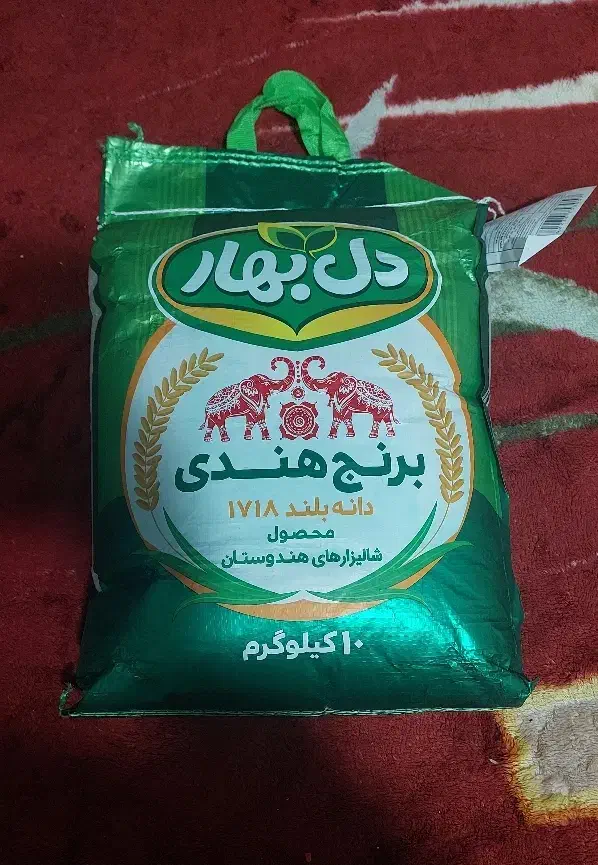 دل بهار
برنج هندی
دانه بلند ۱۷۱۸
محصول
شالیزارهای هندوستان
۱۰ کیلوگرم